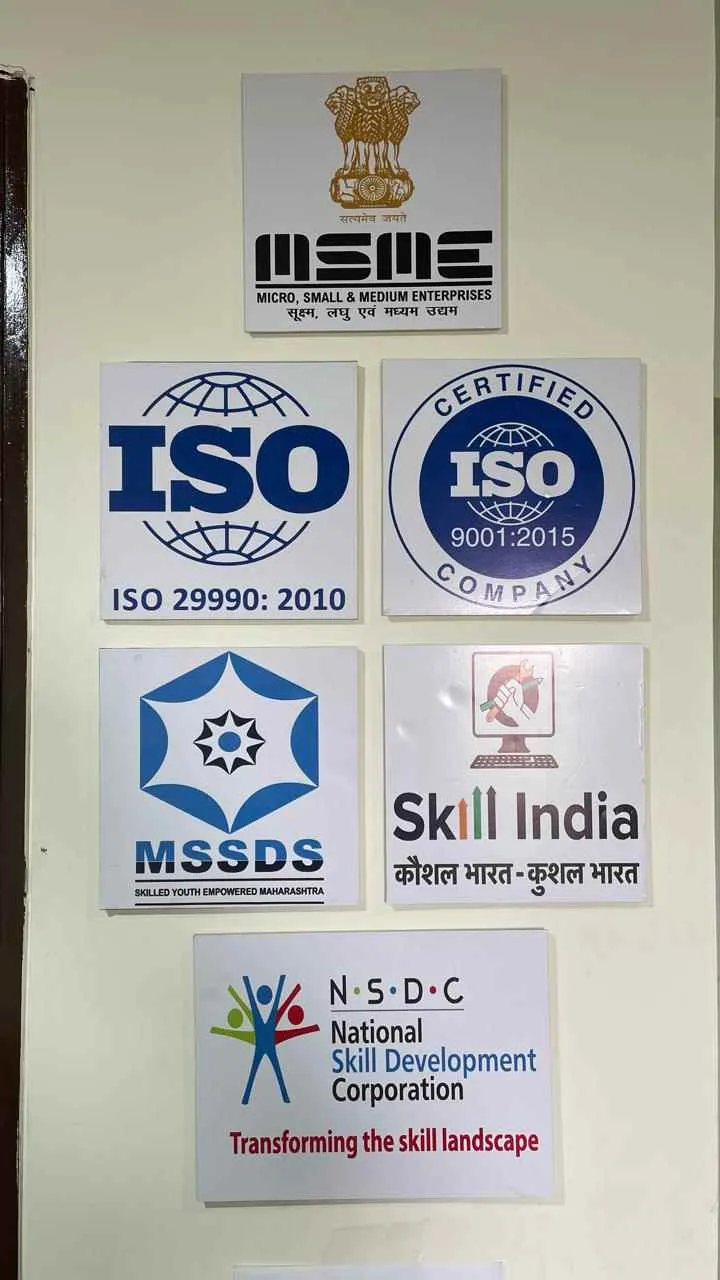 सत्यमेव जयते
MSME
MICRO, SMALL & MEDIUM ENTERPRISES
सूक्ष्म, लघु एवं मध्यम उद्यम
ISO
ISO 29990: 2010
CERTIFIED
ISO
9001:2015
COMPANY
MSSDS
SKILLED YOUTH EMPOWERED MAHARASHTRA
Skill India
कौशल भारत - कुशल भारत
N·S·D·C
National
Skill Development
Corporation
Transforming the skill landscape